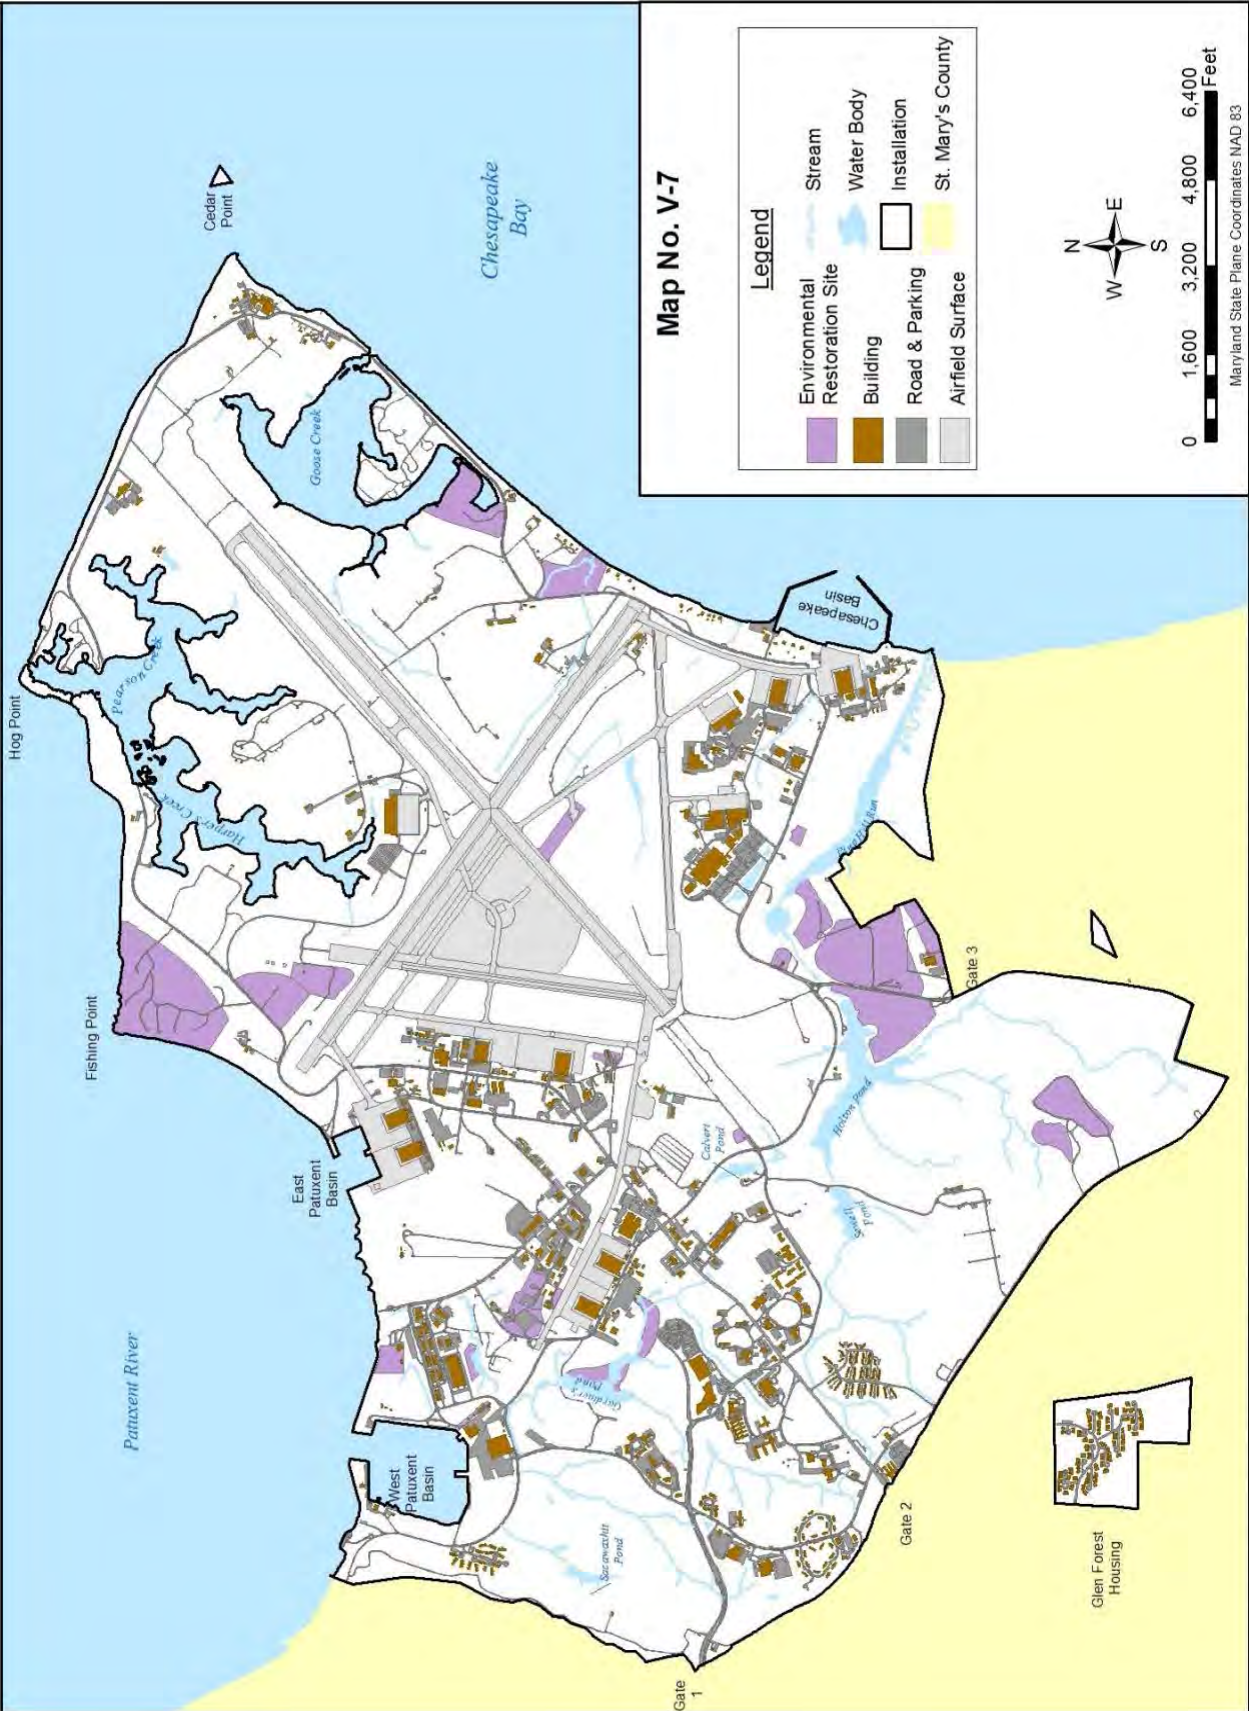 Map No. V-7
Legend
Environmental
Restoration Site
Building
Road & Parking
Airfield Surface
Stream
Water Body
Installation
St. Mary's County
N
W
E
S
0
1,600
3,200
4,800
6,400
Feet
Maryland State Plane Coordinates NAD 83
Patuxent River
Fishing Point
Hog Point
Cedar
Point
Chesapeake
Bay
Pearson Creek
Harper's Creek
Goose Creek
East
Patuxent
Basin
West
Patuxent
Basin
Chesapeake
Basin
Gardiner's
Pond
Calvert
Pond
Sewell
Pond
Holton Pond
Pine Hill Run
Pond
Gate
1
Gate 2
Gate 3
Glen Forest
Housing